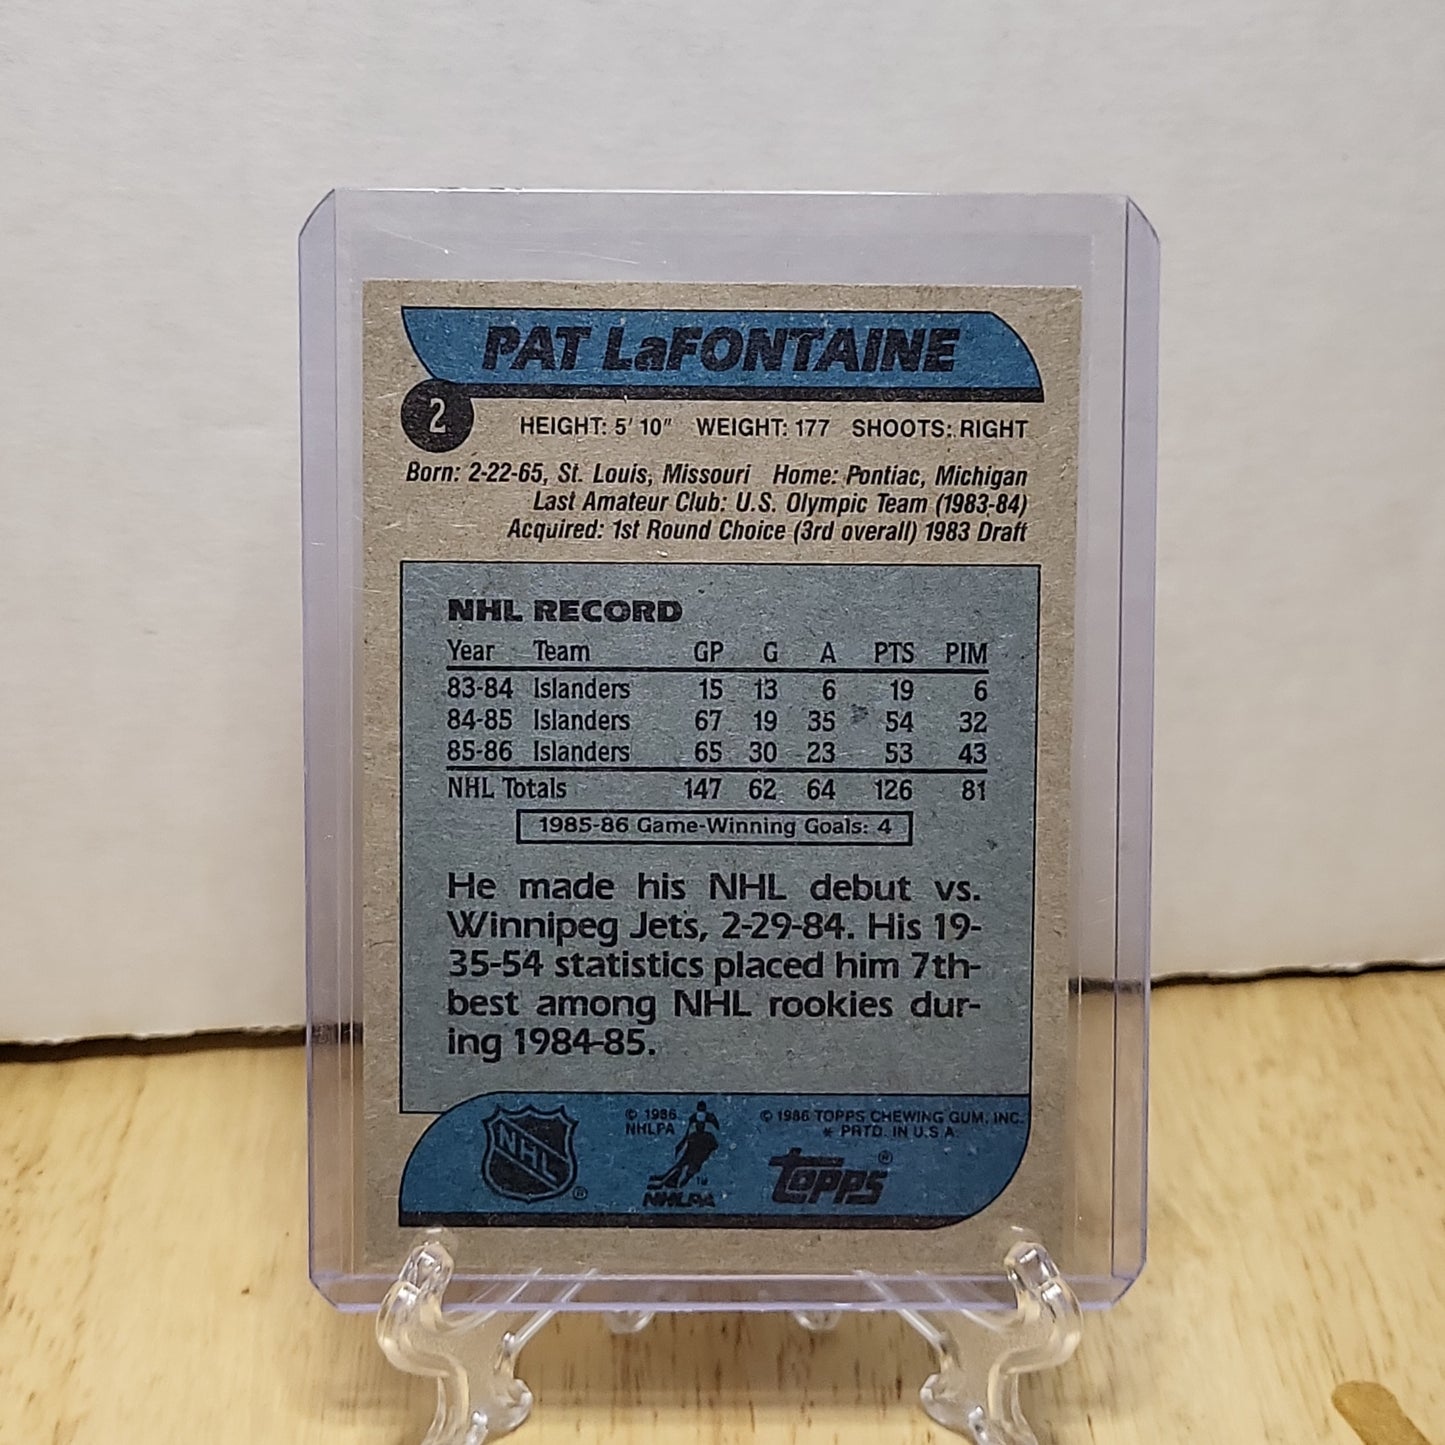 PAT LaFONTAINE
2
HEIGHT: 5' 10" WEIGHT: 177 SHOOTS: RIGHT
Born: 2-22-65, St. Louis, Missouri Home: Pontiac, Michigan
Last Amateur Club: U.S. Olympic Team (1983-84)
Acquired: 1st Round Choice (3rd overall) 1983 Draft
NHL RECORD
Year Team GP G A PTS PIM
83-84 Islanders 15 13 6 19 6
84-85 Islanders 67 19 35 54 32
85-86 Islanders 65 30 23 53 43
NHL Totals 147 62 64 126 81
1985-86 Game-Winning Goals: 4
He made his NHL debut vs.
Winnipeg Jets, 2-29-84. His 19-
35-54 statistics placed him 7th-
best among NHL rookies dur-
ing 1984-85.
NHL ®
© 1986
NHLPA
™
NHLPA
© 1986 TOPPS CHEWING GUM, INC.
* PRTD. IN U.S.A.
TOPPS ®